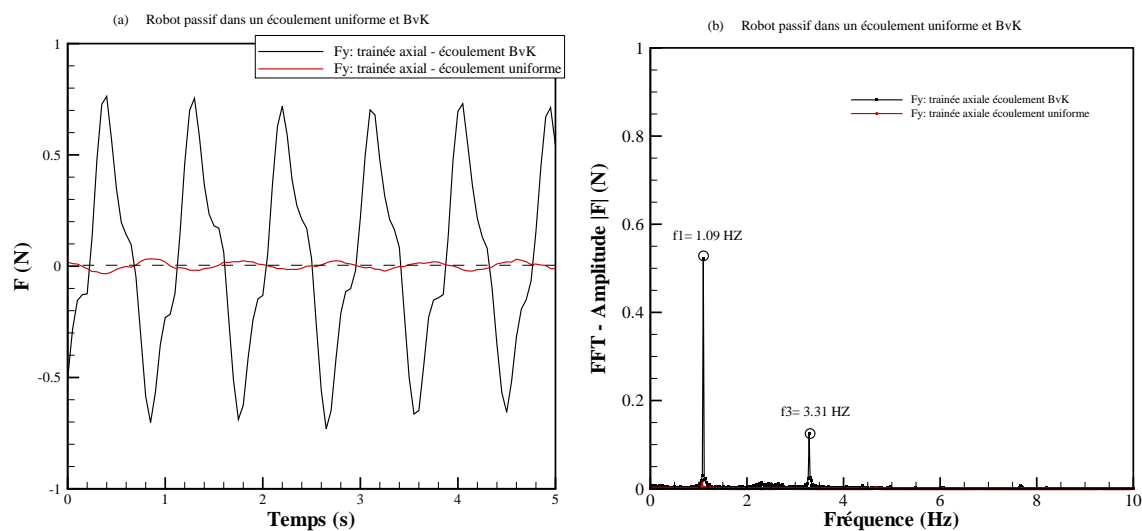 (a) Robot passif dans un écoulement uniforme et BvK
Fy: trainée axial - écoulement BvK
Fy: trainée axial - écoulement uniforme
F (N)
1
0.5
0
-0.5
-1
0 1 2 3 4 5
Temps (s)
(b) Robot passif dans un écoulement uniforme et BvK
Fy: trainée axiale écoulement BvK
Fy: trainée axiale écoulement uniforme
FFT - Amplitude |F| (N)
1
0.8
0.6
0.4
0.2
0
f1= 1.09 HZ
f3= 3.31 HZ
0 2 4 6 8 10
Fréquence (Hz)